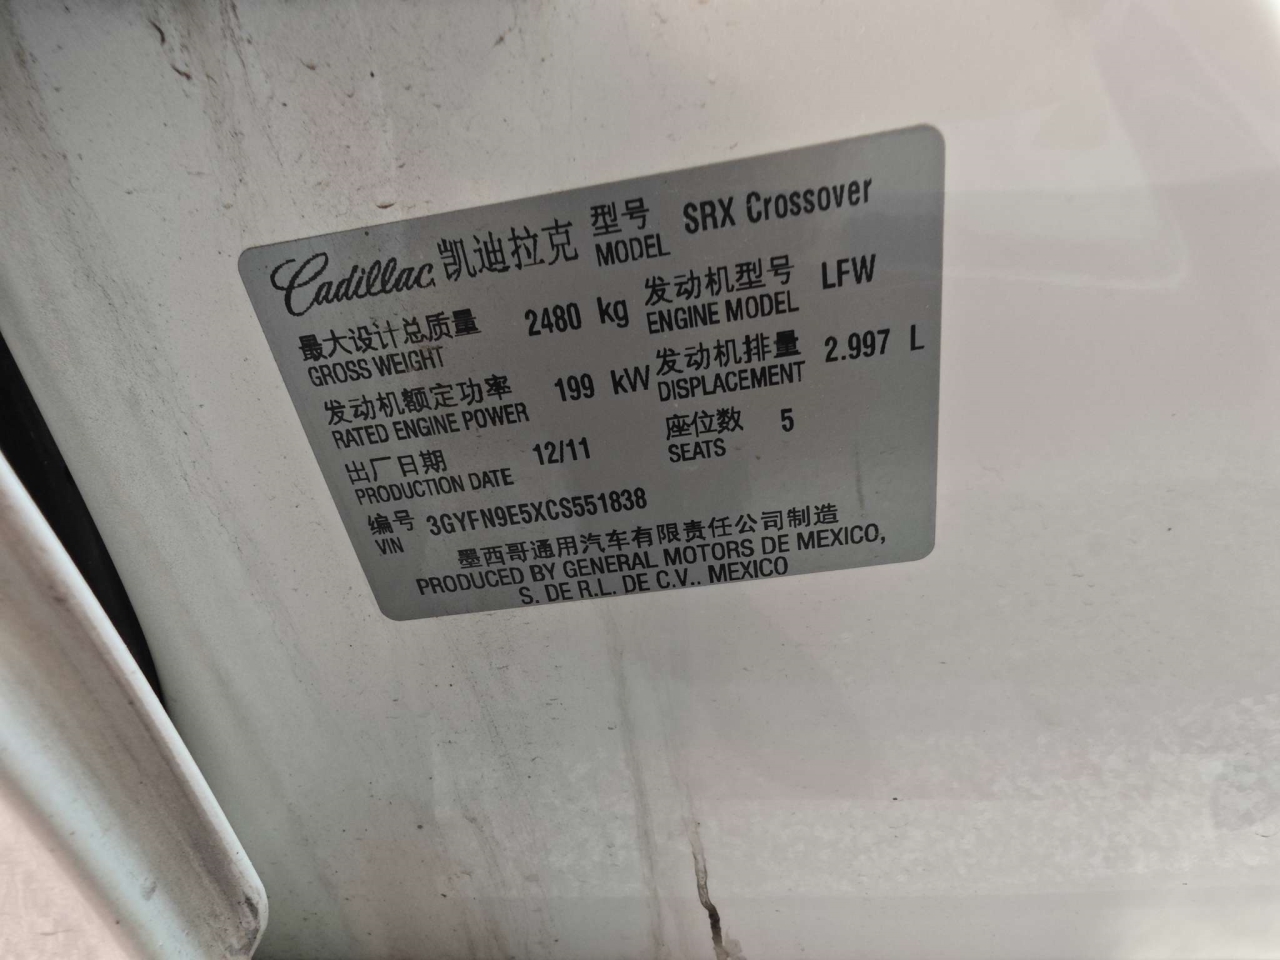 Cadillac 凯迪拉克 型号 MODEL SRX Crossover
最大设计总质量 GROSS WEIGHT 2480 kg 发动机型号 ENGINE MODEL LFW
发动机额定功率 RATED ENGINE POWER 199 kW 发动机排量 DISPLACEMENT 2.997 L
出厂日期 PRODUCTION DATE 12/11 座位数 SEATS 5
编号 VIN 3GYFN9E5XCS551838
墨西哥通用汽车有限责任公司制造
PRODUCED BY GENERAL MOTORS DE MEXICO,
S. DE R.L. DE C.V.. MEXICO